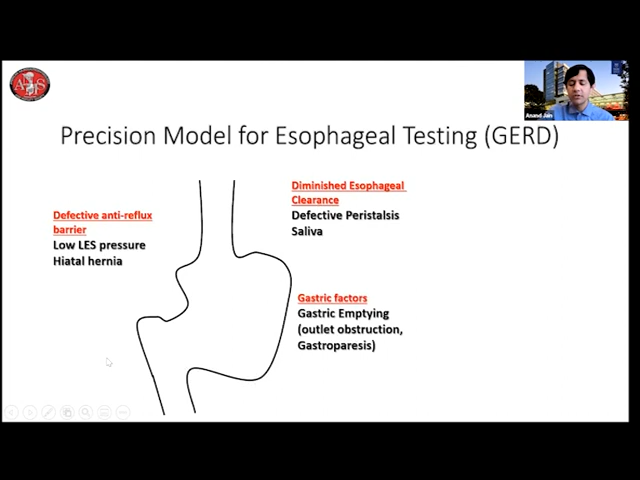 Anand Jain
Precision Model for Esophageal Testing (GERD)
Defective anti-reflux
barrier
Low LES pressure
Hiatal hernia
Diminished Esophageal
Clearance
Defective Peristalsis
Saliva
Gastric factors
Gastric Emptying
(outlet obstruction,
Gastroparesis)